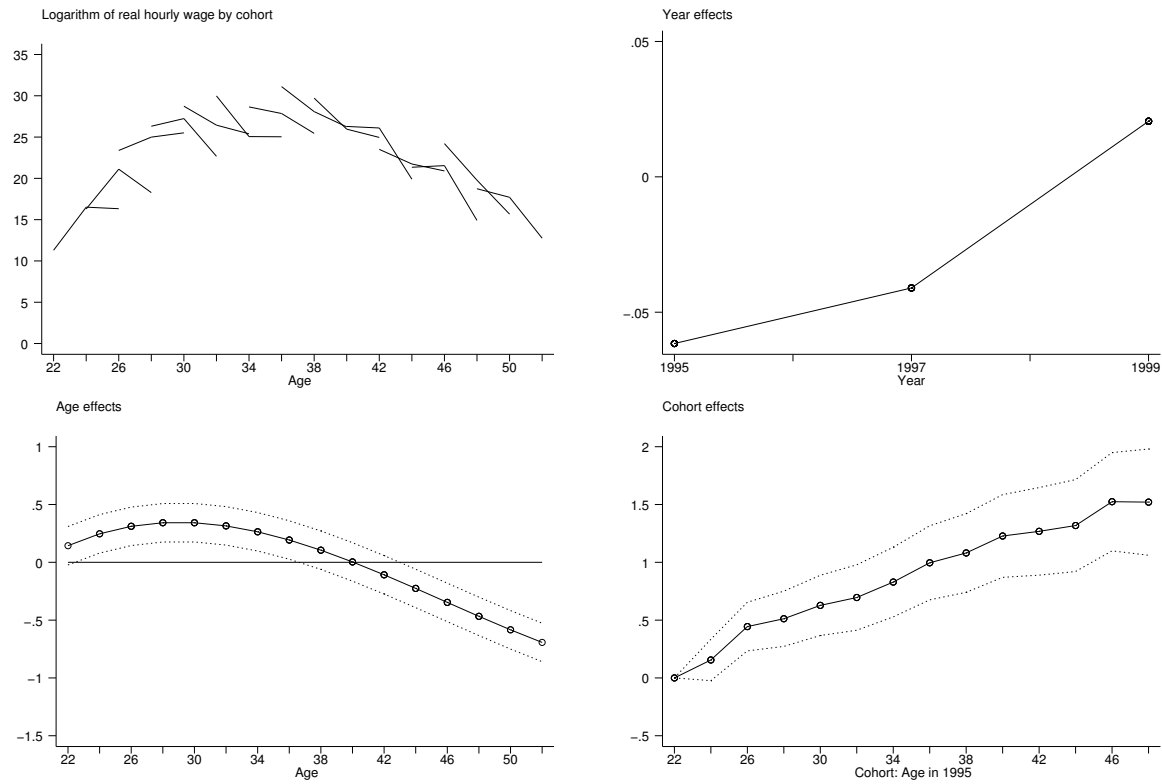 Logarithm of real hourly wage by cohort
35
30
25
20
15
10
5
0
22 26 30 34 38 42 46 50
Age
Year effects
.05
0
−.05
1995 1997 1999
Year
Age effects
1
.5
0
−.5
−1
−1.5
22 26 30 34 38 42 46 50
Age
Cohort effects
2
1.5
1
.5
0
−.5
22 26 30 34 38 42 46
Cohort: Age in 1995